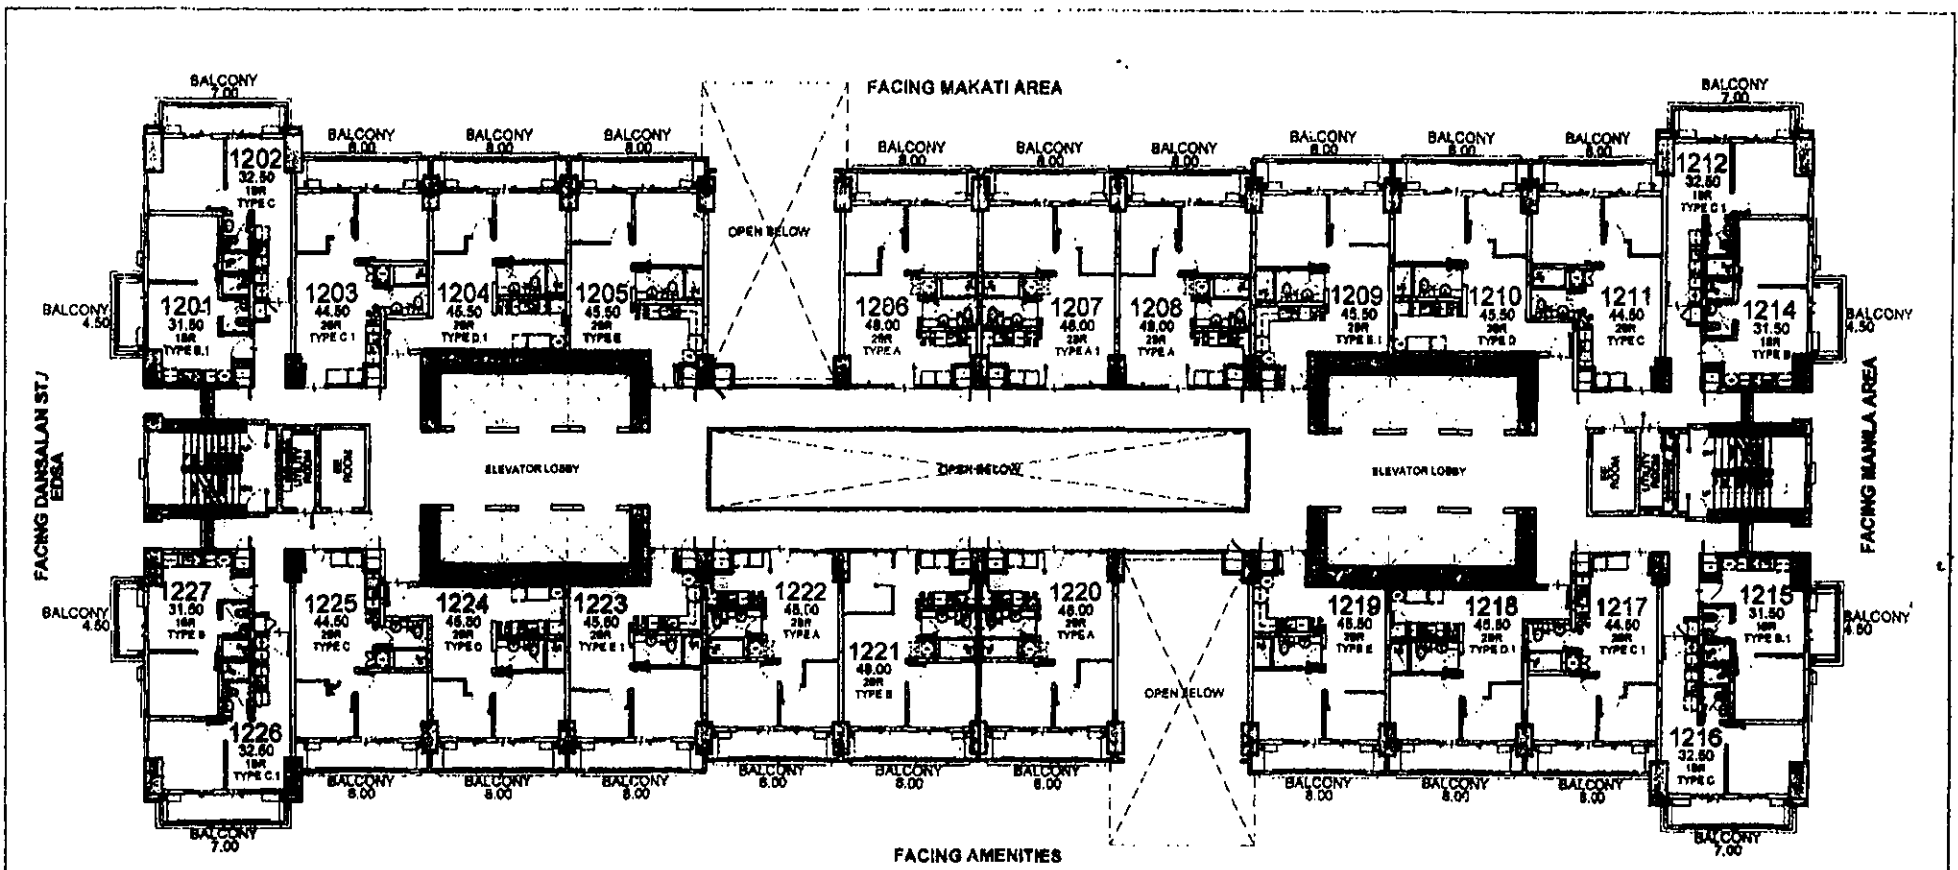 FACING MAKATI AREA
BALCONY
7.00
BALCONY
8.00
BALCONY
8.00
BALCONY
8.00
BALCONY
8.00
BALCONY
8.00
BALCONY
8.00
BALCONY
BALCONY
BALCONY
BALCONY
7.00
1202
32.50
1BR
TYPE C
1212
32.50
TYPE C.1
OPEN BELOW
BALCONY
4.50
1201
31.50
TYPE B.1
1203
44.50
2BR
TYPE C.1
1204
45.50
2BR
TYPE D.1
1205
45.50
2BR
TYPE E
1206
48.00
2BR
TYPE A
1207
48.00
2BR
TYPE A.1
1208
48.00
2BR
TYPE A
1209
45.50
2BR
1210
45.50
TYPE D
1211
44.50
2BR
TYPE C
1214
31.50
1BR
TYPE B
BALCONY
4.50
FACING DANSALAN ST./
EDSA
UTILITY
ROOM
EE
ROOM
ELEVATOR LOBBY
OPEN BELOW
ELEVATOR LOBBY
EE
ROOM
UTILITY
ROOM
FACING MANILA AREA
BALCONY
4.50
1227
31.50
1BR
TYPE B
1225
44.50
2BR
TYPE C
1224
45.50
2BR
TYPE D
1223
45.50
2BR
TYPE E.1
1222
48.00
2BR
TYPE A
1221
48.00
2BR
TYPE B
1220
48.00
2BR
TYPE A
1219
45.50
2BR
TYPE E
1218
45.50
2BR
TYPE D.1
1217
44.50
2BR
TYPE C.1
1215
31.50
1BR
TYPE B.1
BALCONY
4.50
OPEN BELOW
1226
32.50
1BR
TYPE C.1
1216
32.50
1BR
TYPE C
BALCONY
7.00
BALCONY
8.00
BALCONY
8.00
BALCONY
8.00
BALCONY
8.00
BALCONY
8.00
BALCONY
8.00
BALCONY
8.00
BALCONY
8.00
BALCONY
8.00
BALCONY
7.00
FACING AMENITIES